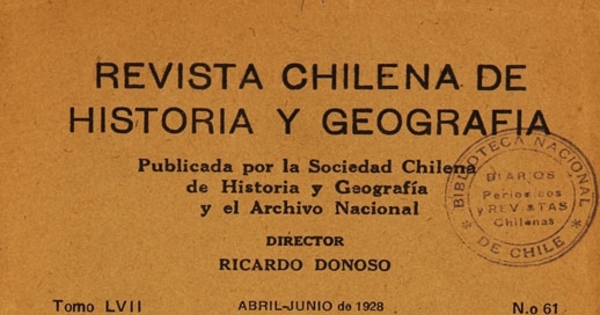 REVISTA CHILENA DE
HISTORIA Y GEOGRAFIA
Publicada por la Sociedad Chilena
de Historia y Geografía
y el Archivo Nacional
DIRECTOR
RICARDO DONOSO
Tomo LVII ABRIL-JUNIO de 1928 N.o 61
BIBLIOTECA NACIONAL
DIARIOS
Periodicos
y REVISTAS
Chilenas
* DE CHILE *